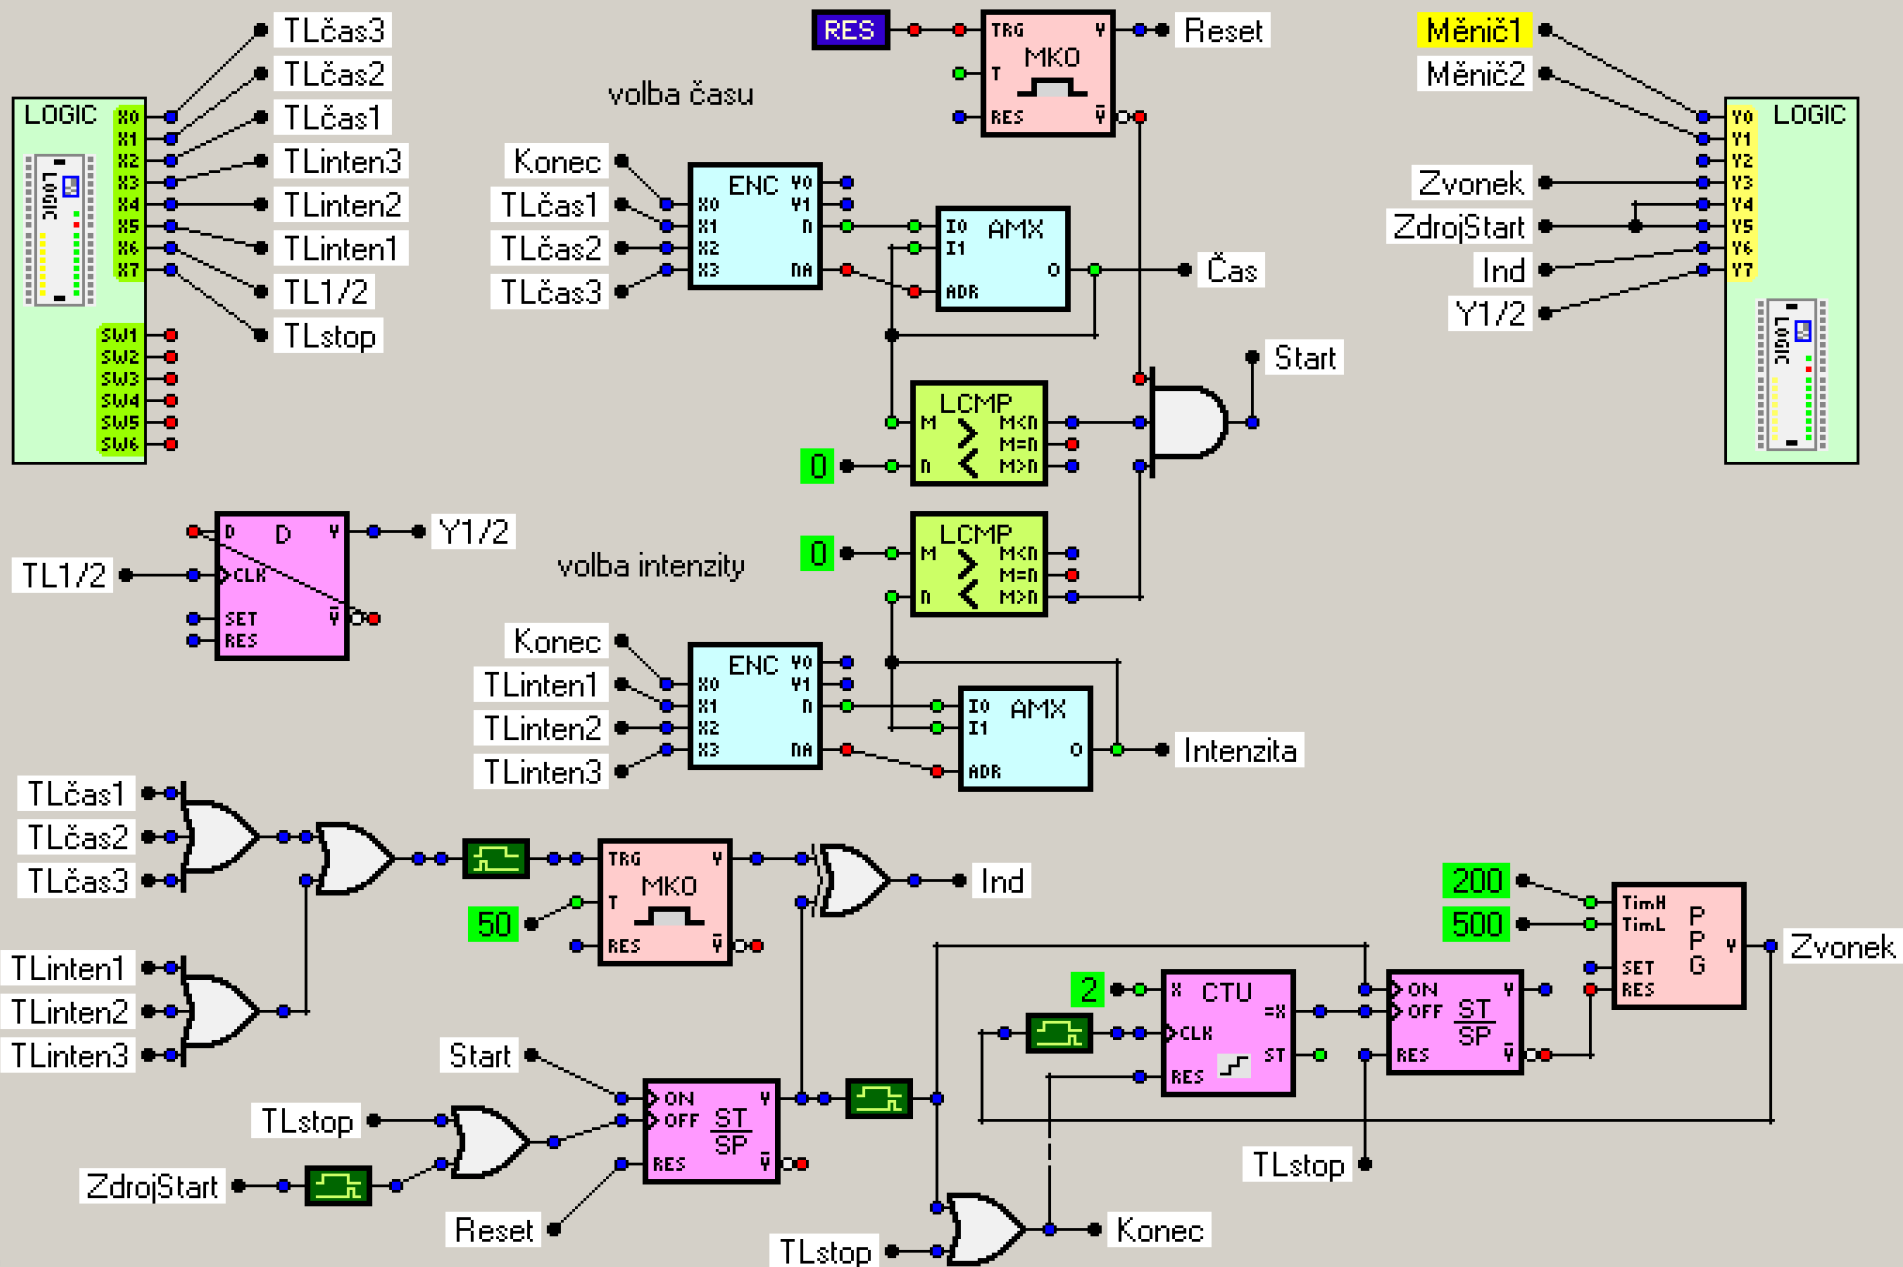 TLčas3
TLčas2
TLčas1
TLinten3
TLinten2
TLinten1
TL1/2
TLstop
LOGIC
X0
X1
X2
X3
X4
X5
X6
X7
SW1
SW2
SW3
SW4
SW5
SW6
LOGIC
volba času
RES
TRG
Y
MKO
T
RES
Y
Reset
Konec
TLčas1
TLčas2
TLčas3
ENC
X0
X1
X2
X3
Y0
Y1
N
NA
AMX
I0
I1
ADR
O
Čas
LCMP
M
N
M<N
M=N
M>N
0
Start
Měnič1
Měnič2
Zvonek
ZdrojStart
Ind
Y1/2
LOGIC
Y0
Y1
Y2
Y3
Y4
Y5
Y6
Y7
LOGIC
D
D
Y
CLK
SET
RES
Y
TL1/2
Y1/2
volba intenzity
0
LCMP
M
N
M<N
M=N
M>N
Konec
TLinten1
TLinten2
TLinten3
ENC
X0
X1
X2
X3
Y0
Y1
N
NA
AMX
I0
I1
ADR
O
Intenzita
TLčas1
TLčas2
TLčas3
TLinten1
TLinten2
TLinten3
50
TRG
Y
MKO
T
RES
Y
Ind
Start
TLstop
ZdrojStart
Reset
ON
OFF
RES
ST
SP
Y
Y
TLstop
Konec
2
X
CTU
=X
CLK
ST
RES
ON
OFF
RES
ST
SP
Y
Y
TLstop
200
500
TimH
TimL
SET
RES
PPG
Y
Zvonek